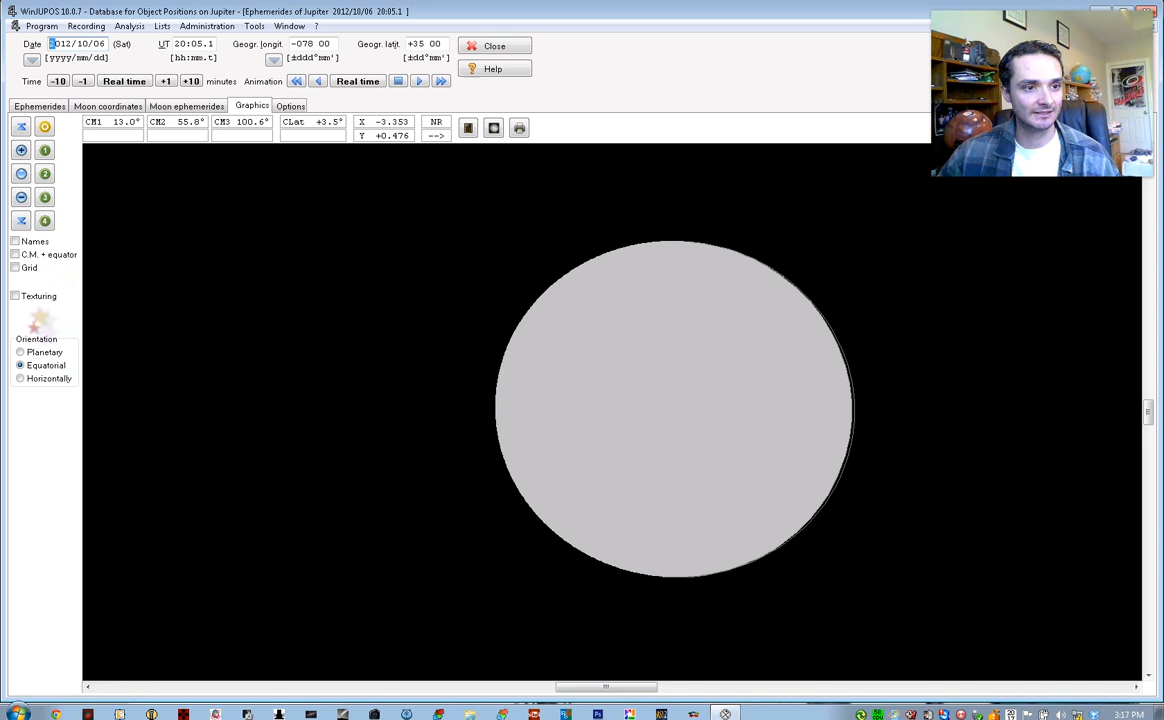 WinJUPOS 10.0.7 - Database for Object Positions on Jupiter - [Ephemerides of Jupiter 2012/10/06 20:05.1 ]
Program Recording Analysis Lists Administration Tools Window ?
Date 2012/10/06 (Sat) UT 20:05.1 Geogr. longit. -078 00 Geogr. latit. +35 00 Close
[yyyy/mm/dd] [hh:mm.t] [±ddd°mm'] [±dd°mm'] Help
Time -10 -1 Real time +1 +10 minutes Animation Real time
Ephemerides Moon coordinates Moon ephemerides Graphics Options
CM1 13.0° CM2 55.8° CM3 100.6° CLat +3.5° X -3.353 NR
Y +0.476 -->
1
2
3
4
Names
C.M. + equator
Grid
Texturing
Orientation
Planetary
Equatorial
Horizontally
3:17 PM